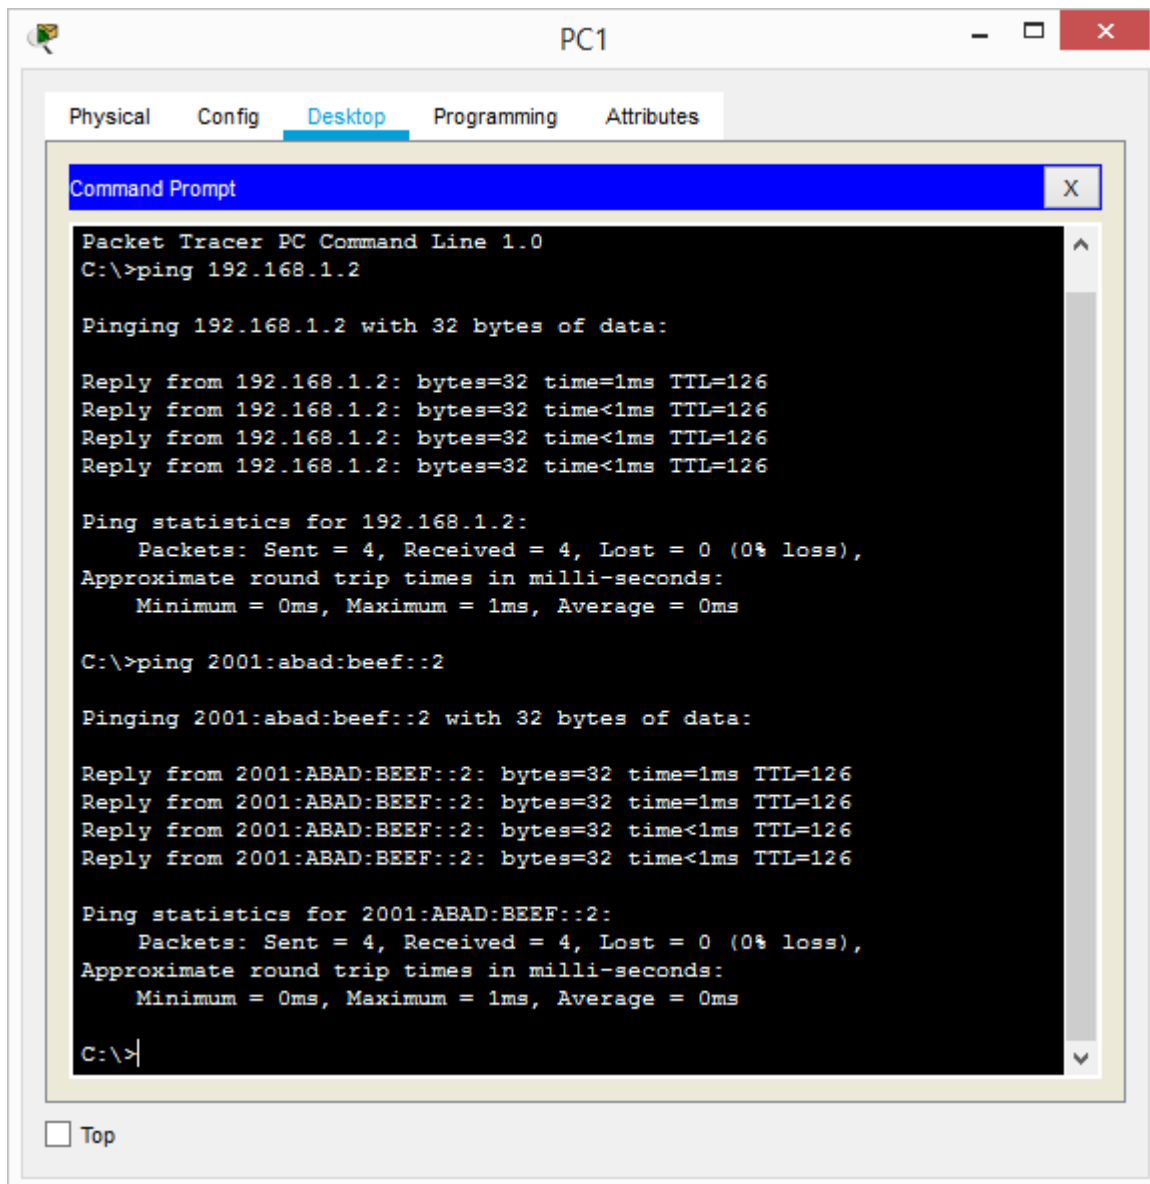 PC1
Physical Config Desktop Programming Attributes
Command Prompt X
Packet Tracer PC Command Line 1.0
C:\>ping 192.168.1.2
Pinging 192.168.1.2 with 32 bytes of data:
Reply from 192.168.1.2: bytes=32 time=1ms TTL=126
Reply from 192.168.1.2: bytes=32 time<1ms TTL=126
Reply from 192.168.1.2: bytes=32 time<1ms TTL=126
Reply from 192.168.1.2: bytes=32 time<1ms TTL=126
Ping statistics for 192.168.1.2:
Packets: Sent = 4, Received = 4, Lost = 0 (0% loss),
Approximate round trip times in milli-seconds:
Minimum = 0ms, Maximum = 1ms, Average = 0ms
C:\>ping 2001:abad:beef::2
Pinging 2001:abad:beef::2 with 32 bytes of data:
Reply from 2001:ABAD:BEEF::2: bytes=32 time=1ms TTL=126
Reply from 2001:ABAD:BEEF::2: bytes=32 time=1ms TTL=126
Reply from 2001:ABAD:BEEF::2: bytes=32 time<1ms TTL=126
Reply from 2001:ABAD:BEEF::2: bytes=32 time<1ms TTL=126
Ping statistics for 2001:ABAD:BEEF::2:
Packets: Sent = 4, Received = 4, Lost = 0 (0% loss),
Approximate round trip times in milli-seconds:
Minimum = 0ms, Maximum = 1ms, Average = 0ms
C:\>
Top